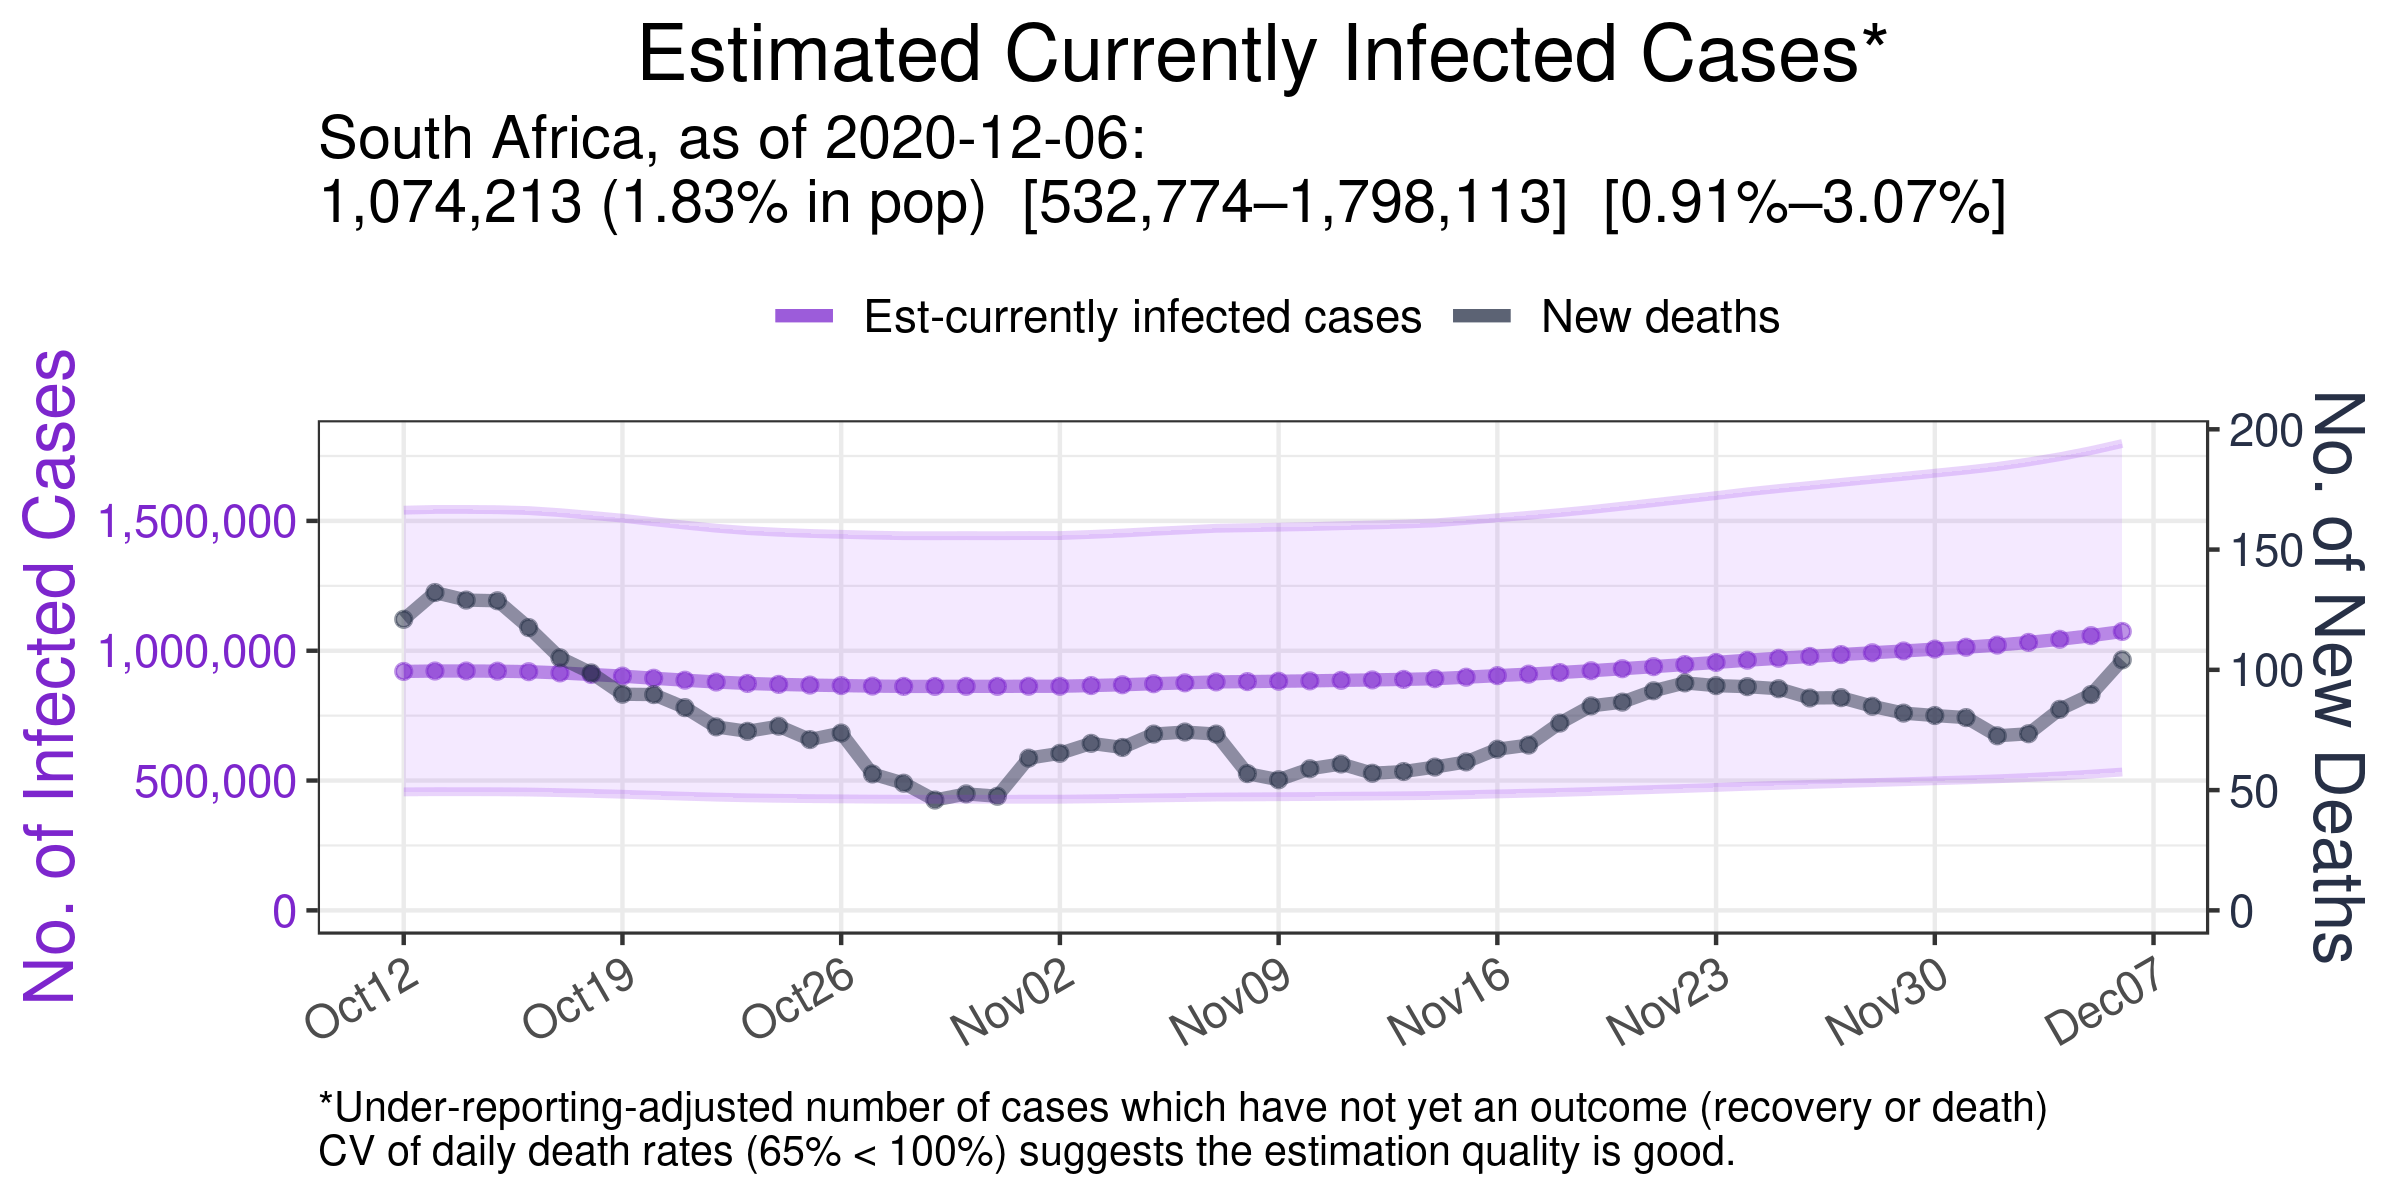 Estimated Currently Infected Cases*
South Africa, as of 2020-12-06:
1,074,213 (1.83% in pop)  [532,774–1,798,113]  [0.91%–3.07%]
Est-currently infected cases
New deaths
No. of Infected Cases
1,500,000
1,000,000
500,000
0
No. of New Deaths
200
150
100
50
0
Oct12
Oct19
Oct26
Nov02
Nov09
Nov16
Nov23
Nov30
Dec07
*Under-reporting-adjusted number of cases which have not yet an outcome (recovery or death)
CV of daily death rates (65% < 100%) suggests the estimation quality is good.